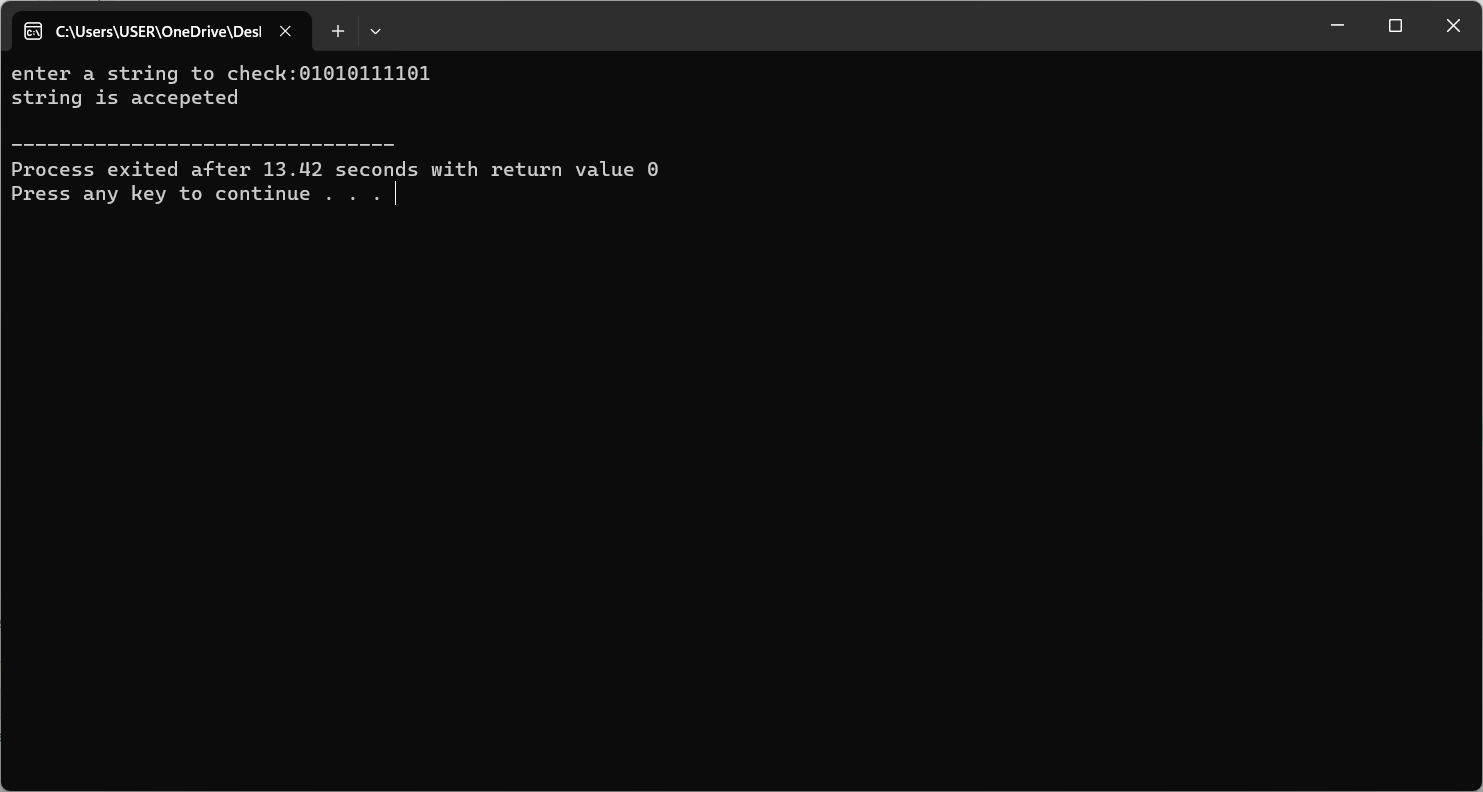 C:\Users\USER\OneDrive\Des
enter a string to check:01010111101
string is accepeted
--------------------------------
Process exited after 13.42 seconds with return value 0
Press any key to continue . . .